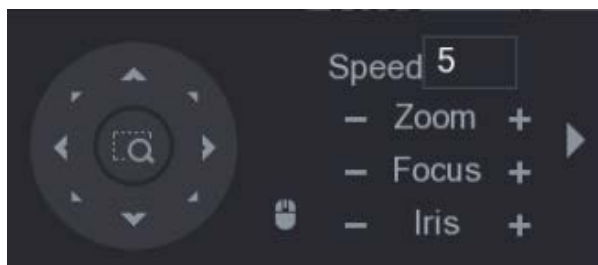 Speed 5
− Zoom +
− Focus +
− Iris +